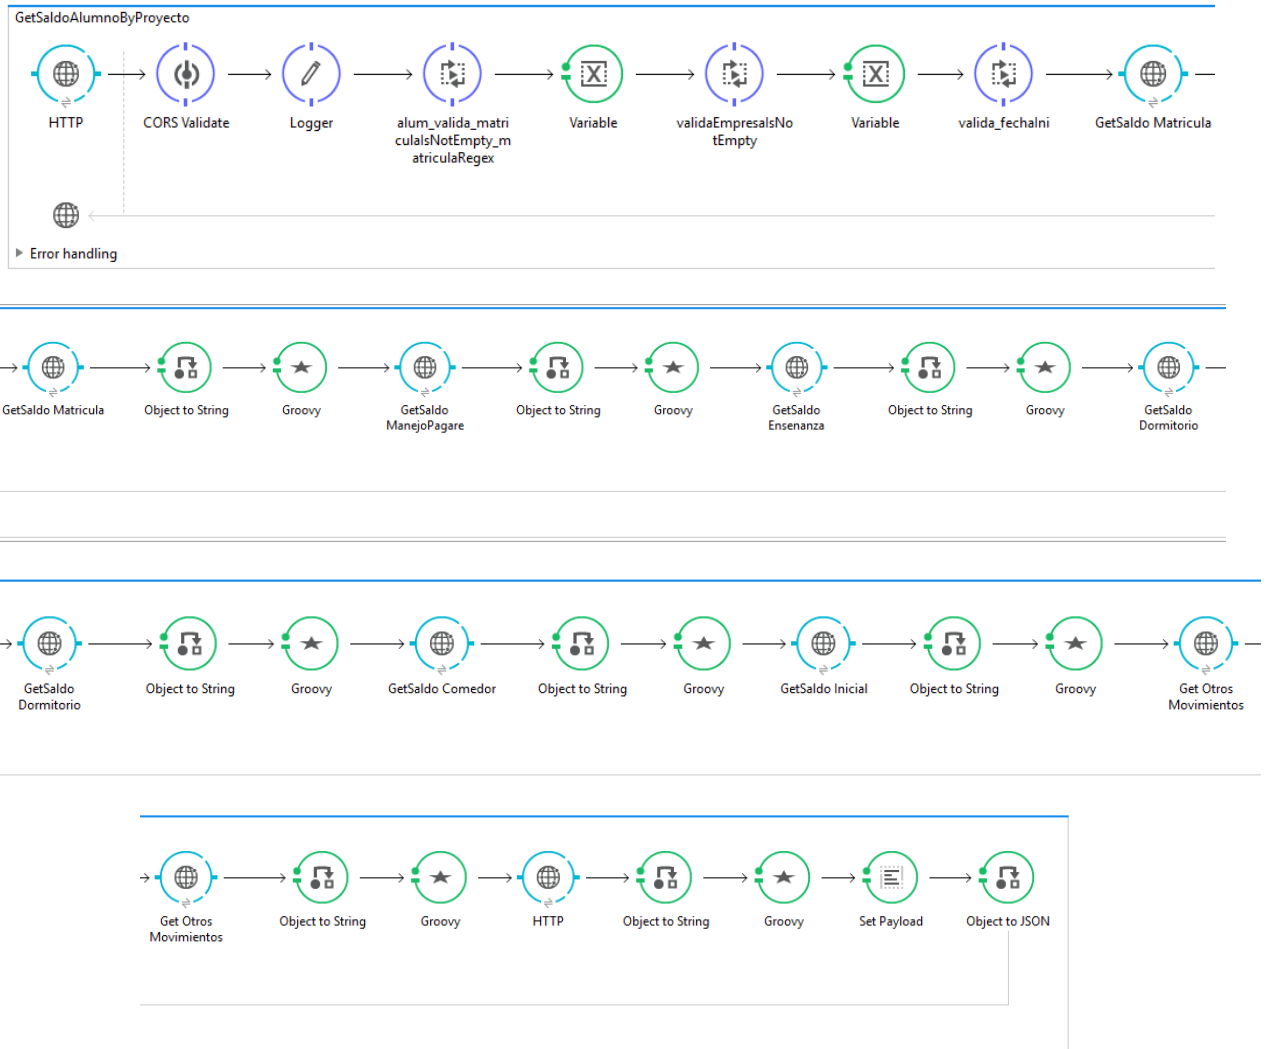 GetSaldoAlumnoByProyecto
HTTP
CORS Validate
Logger
alum_valida_matri
culaIsNotEmpty_m
atriculaRegex
Variable
validaEmpresaIsNo
tEmpty
Variable
valida_fechaIni
GetSaldo Matricula
Error handling
GetSaldo Matricula
Object to String
Groovy
GetSaldo
ManejoPagare
Object to String
Groovy
GetSaldo
Ensenanza
Object to String
Groovy
GetSaldo
Dormitorio
GetSaldo
Dormitorio
Object to String
Groovy
GetSaldo Comedor
Object to String
Groovy
GetSaldo Inicial
Object to String
Groovy
Get Otros
Movimientos
Get Otros
Movimientos
Object to String
Groovy
HTTP
Object to String
Groovy
Set Payload
Object to JSON